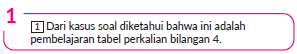 1
1 Dari kasus soal diketahui bahwa ini adalah
pembelajaran tabel perkalian bilangan 4.